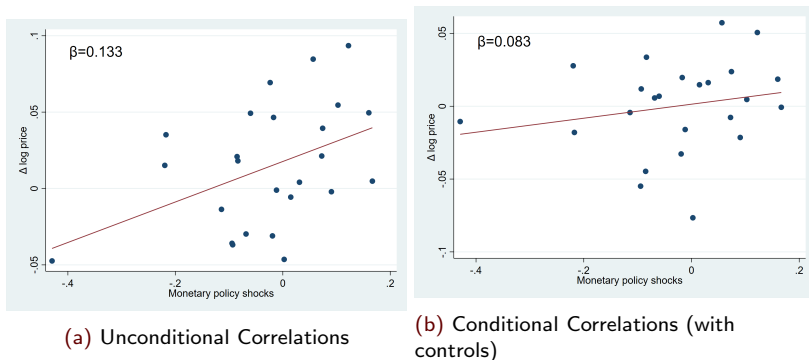 β=0.133
Δ log price
.1
.05
0
-.05
-.4
-.2
0
.2
Monetary policy shocks
(a) Unconditional Correlations
β=0.083
Δ log price
.05
0
-.05
-.1
-.4
-.2
0
.2
Monetary policy shocks
(b) Conditional Correlations (with
controls)